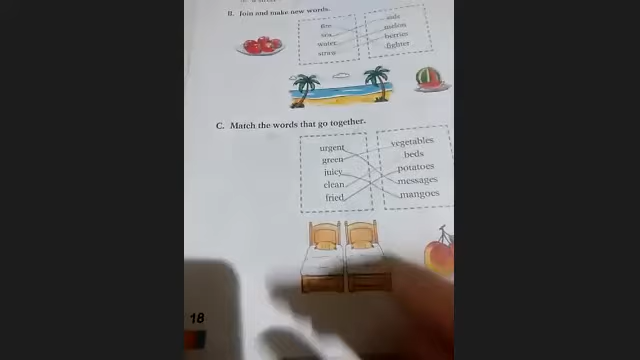 B. Join and make new words.
fire
sea
water
straw
side
melon
berries
fighter
C. Match the words that go together.
urgent
green
juicy
clean
fried
vegetables
beds
potatoes
messages
mangoes
18